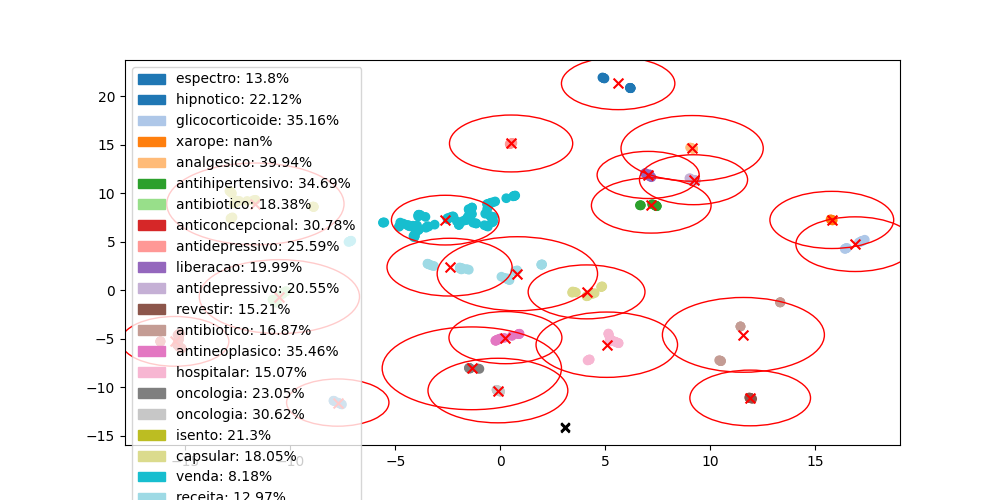 espectro: 13.8%
hipnotico: 22.12%
glicocorticoide: 35.16%
xarope: nan%
analgesico: 39.94%
antihipertensivo: 34.69%
antibiotico: 18.38%
anticoncepcional: 30.78%
antidepressivo: 25.59%
liberacao: 19.99%
antidepressivo: 20.55%
revestir: 15.21%
antibiotico: 16.87%
antineoplasico: 35.46%
hospitalar: 15.07%
oncologia: 23.05%
oncologia: 30.62%
isento: 21.3%
capsular: 18.05%
venda: 8.18%
receita: 12.97%
20
15
10
5
0
−5
−10
−15
−15 −10 −5 0 5 10 15